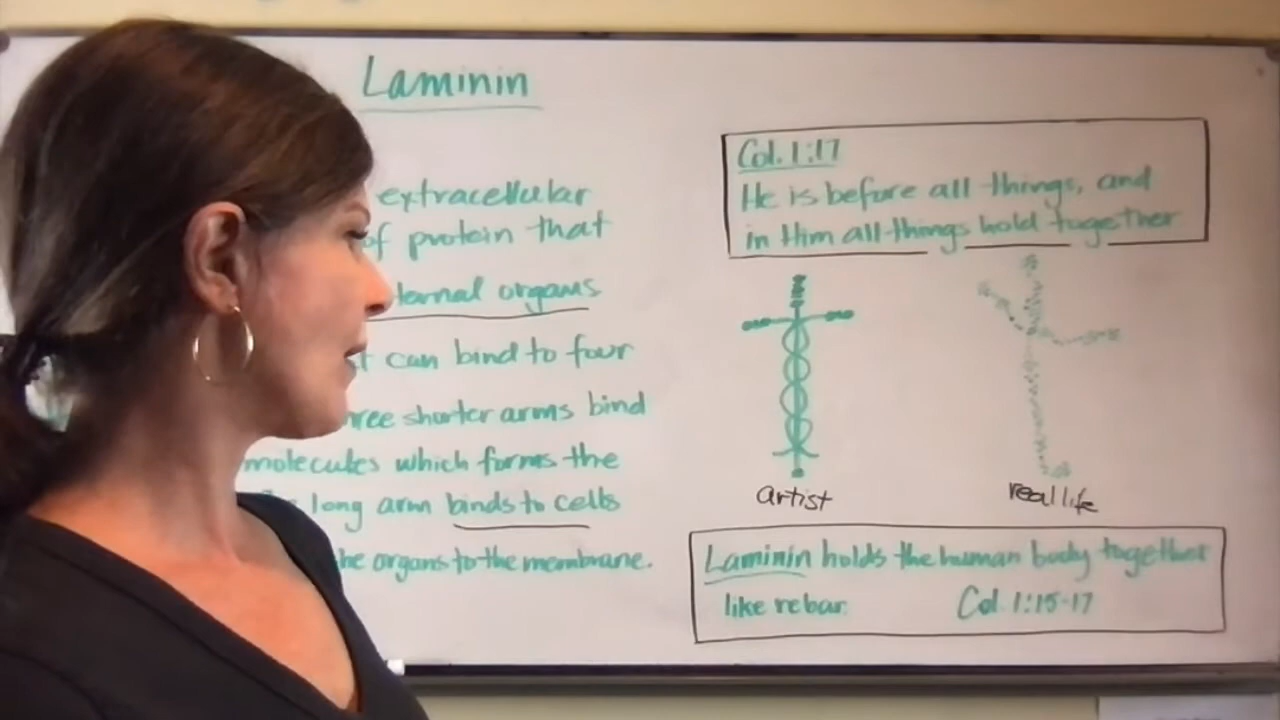 Laminin
extracellular
of protein that
ternal organs
t can bind to four
ree shorter arms bind
molecules which forms the
long arm binds to cells
he organs to the membrane.
Col. 1:17
He is before all things, and
in Him all things hold together
artist
real life
Laminin holds the human body together
like rebar. Col. 1:15-17